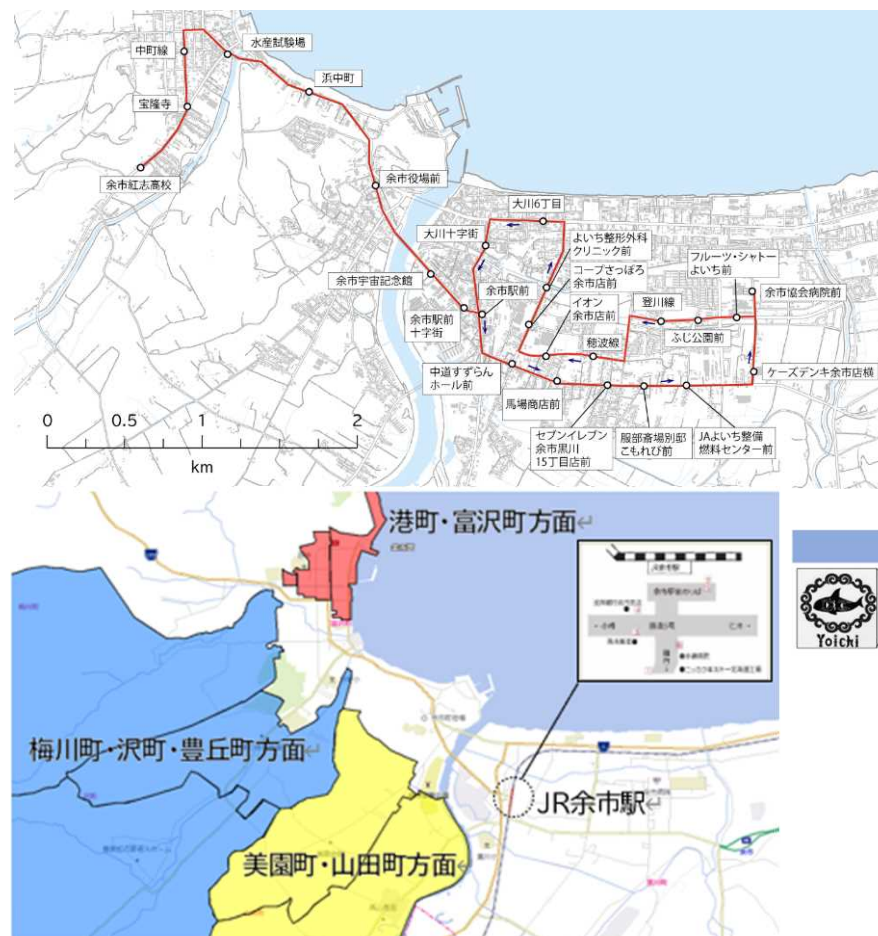 水産試験場
中町線
浜中町
宝隆寺
余市役場前
余市紅志高校
大川6丁目
大川十字街
よいち整形外科
クリニック前
コープさっぽろ
余市店前
フルーツ・シャトー
よいち前
余市宇宙記念館
余市駅前
イオン
余市店前
登川線
余市協会病院前
余市駅前
十字街
穂波線
ふじ公園前
中道すずらん
ホール前
ケーズデンキ余市店横
馬場商店前
0 0.5 1 2
km
セブンイレブン
余市黒川
15丁目店前
服部斎場別邸
こもれび前
JAよいち整備
燃料センター前
港町・富沢町方面
梅川町・沢町・豊丘町方面
JR余市駅
美園町・山田町方面
Yoichi